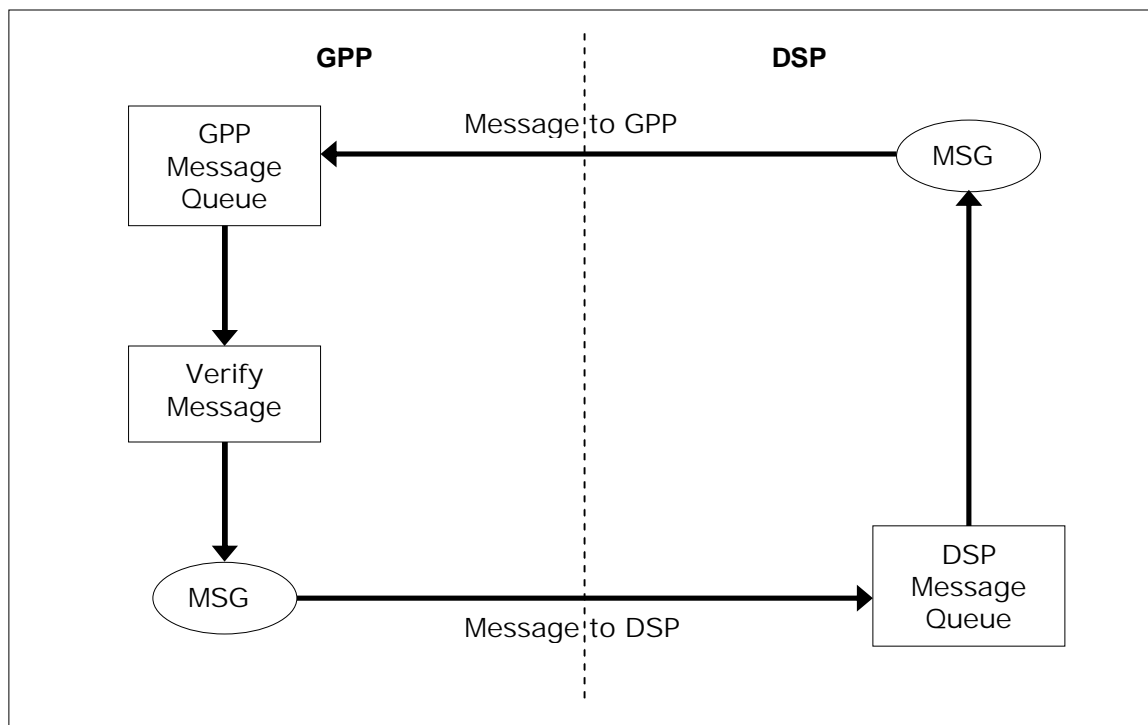 GPP
DSP
Message to GPP
GPP
Message
Queue
MSG
Verify
Message
MSG
DSP
Message
Queue
Message to DSP